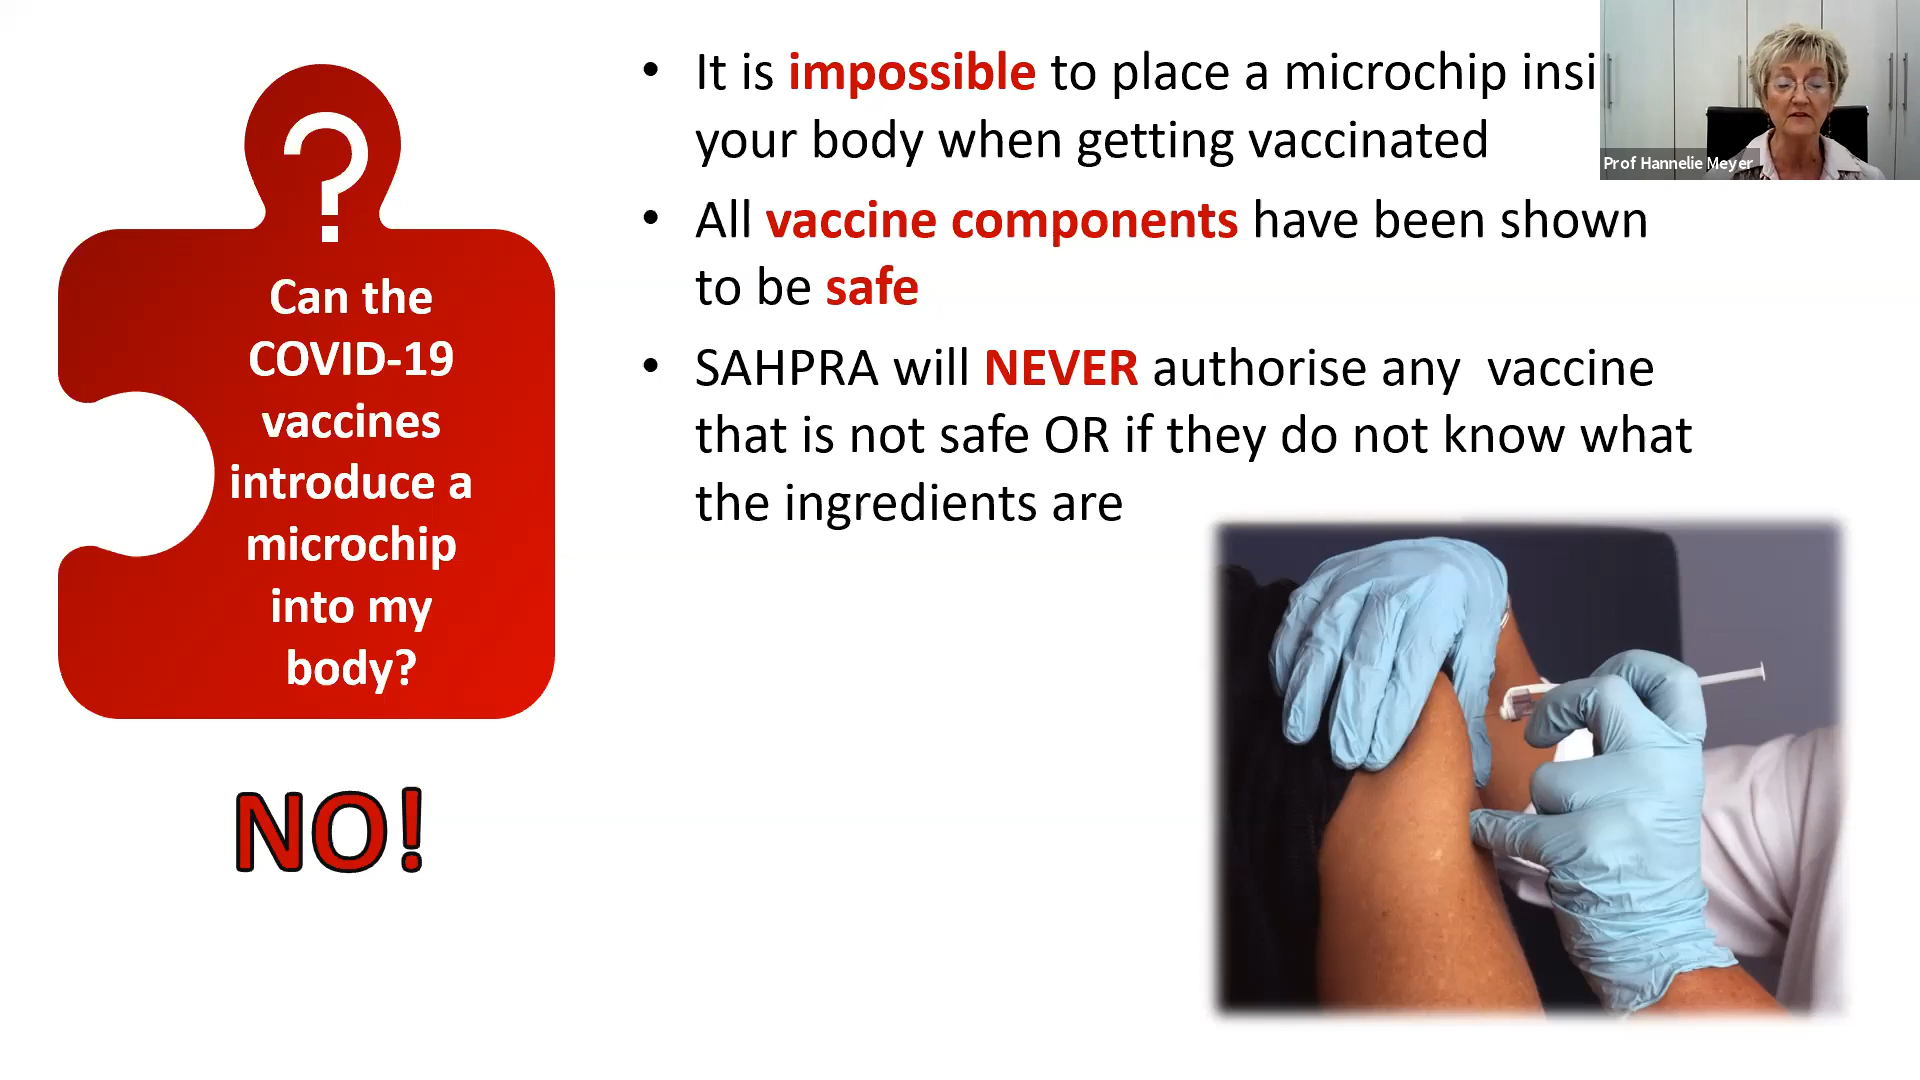 ?
Can the
COVID-19
vaccines
introduce a
microchip
into my
body?
NO!
• It is impossible to place a microchip insi
your body when getting vaccinated
• All vaccine components have been shown
to be safe
• SAHPRA will NEVER authorise any  vaccine
that is not safe OR if they do not know what
the ingredients are
Prof Hannelie Meyer